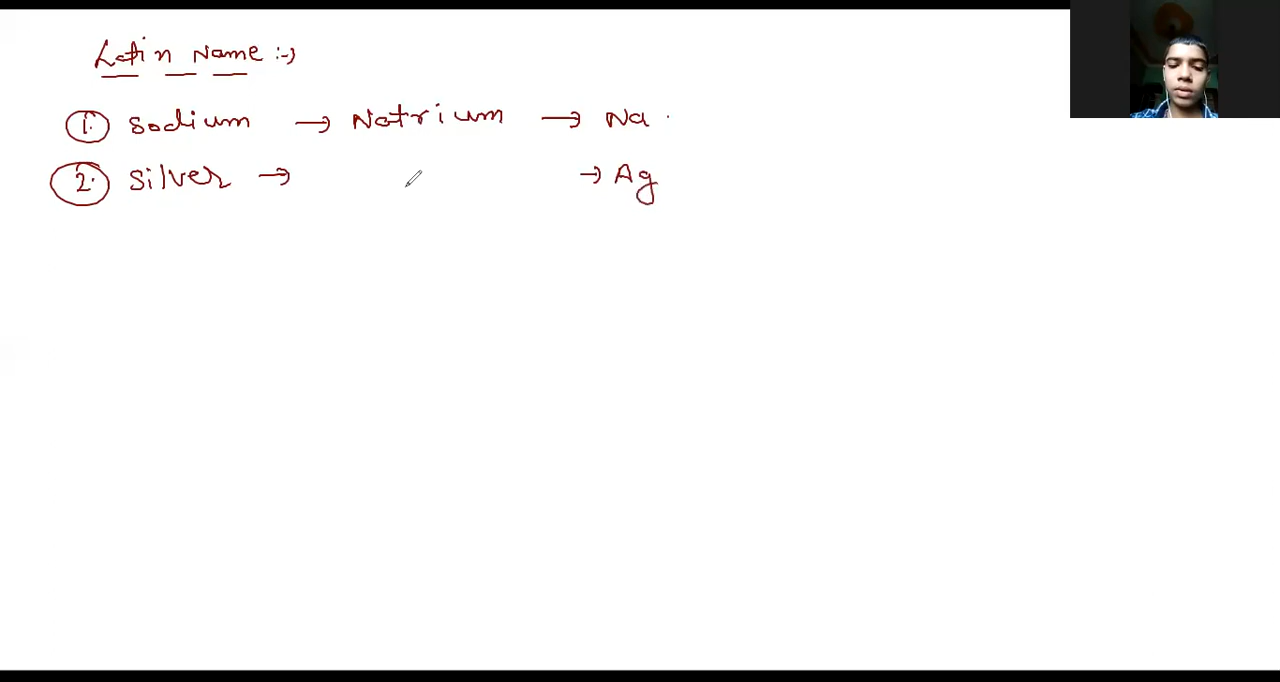 Latin Name :->
① Sodium → Natrium → Na .
② Silver → → Ag